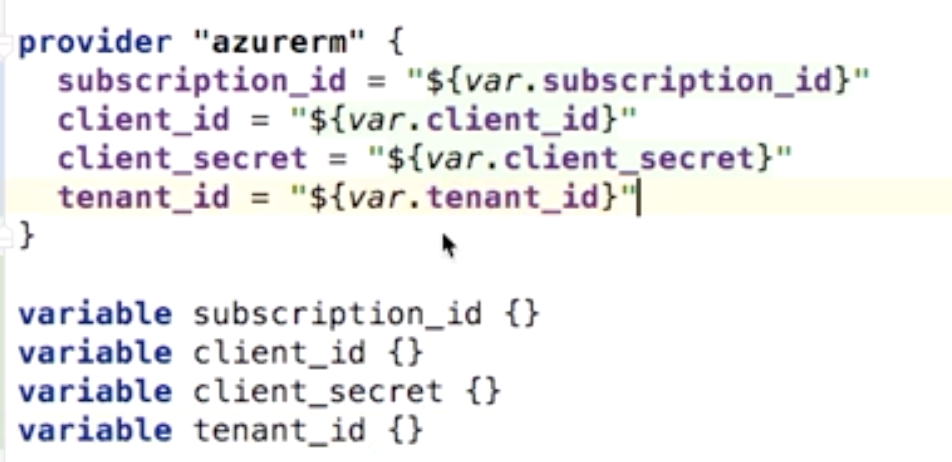 provider "azurerm" {
  subscription_id = "${var.subscription_id}"
  client_id = "${var.client_id}"
  client_secret = "${var.client_secret}"
  tenant_id = "${var.tenant_id}"
}

variable subscription_id {}
variable client_id {}
variable client_secret {}
variable tenant_id {}